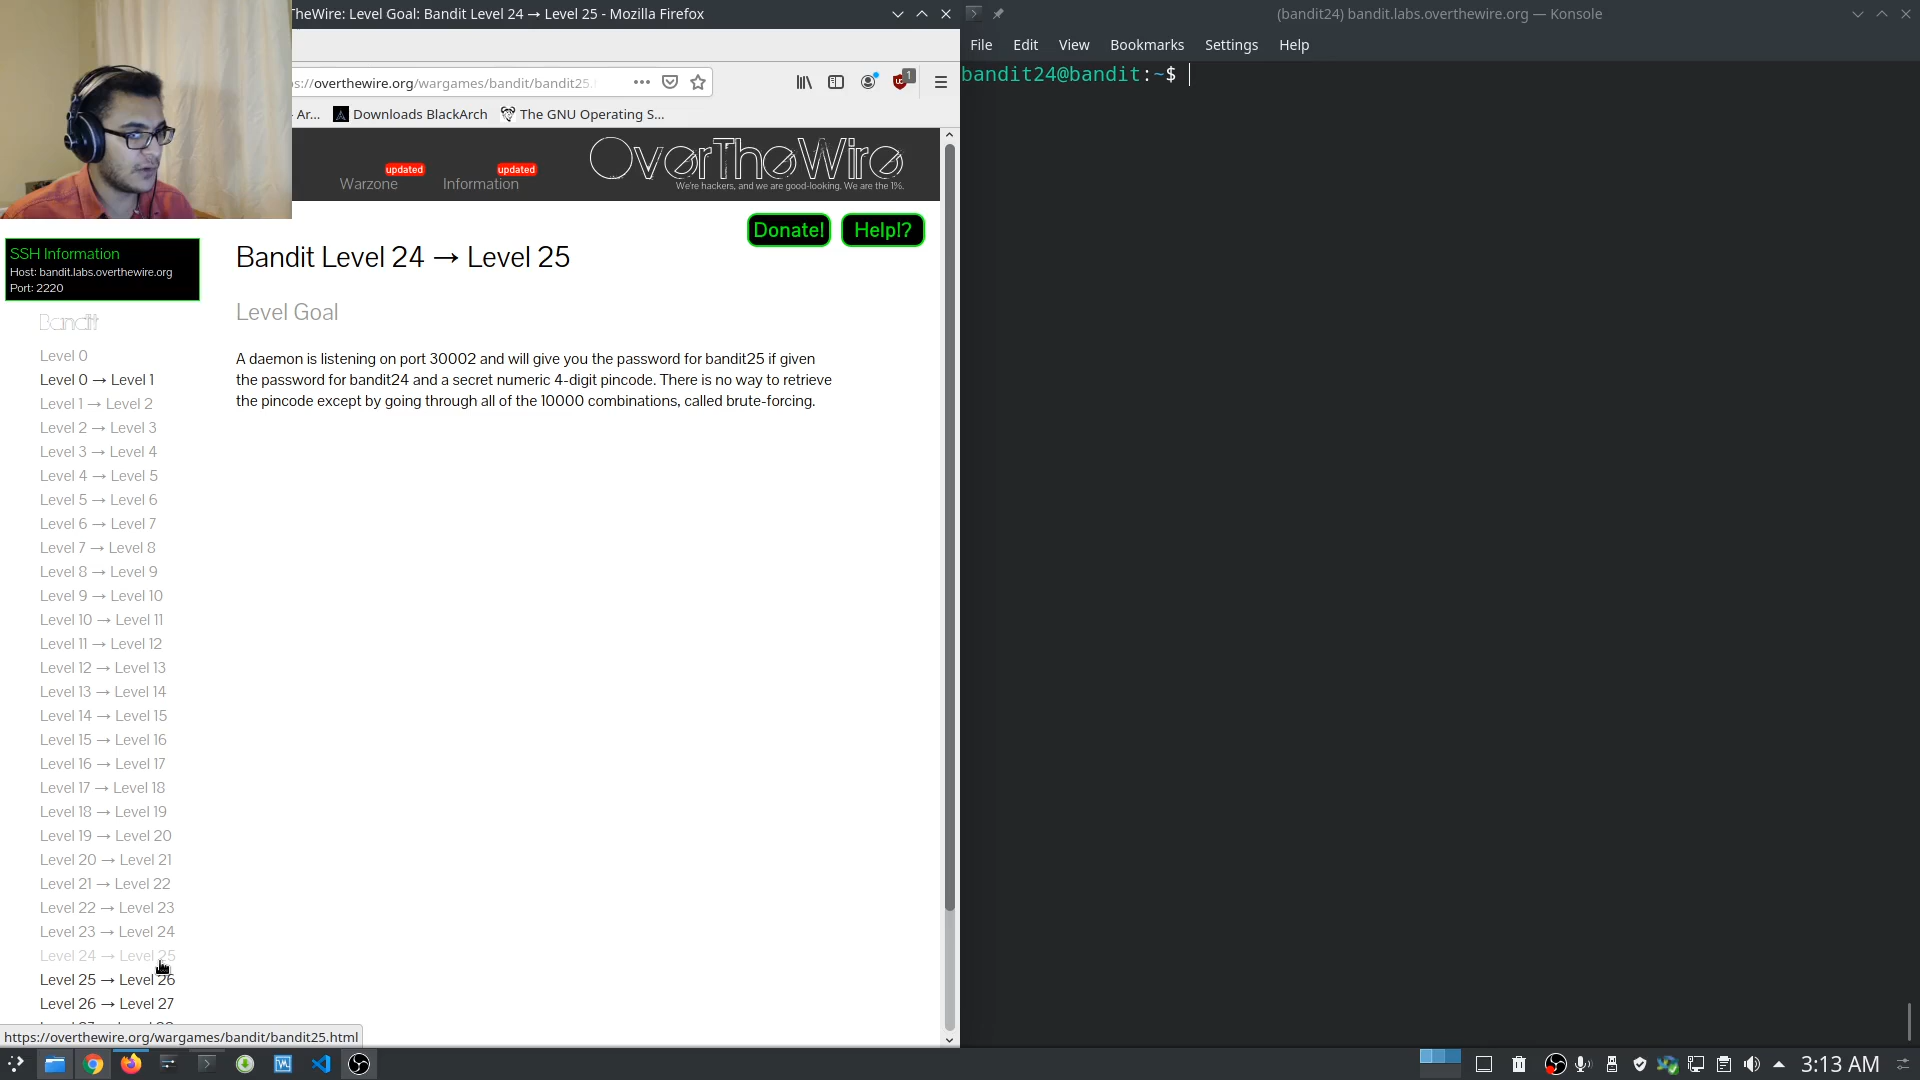 TheWire: Level Goal: Bandit Level 24 → Level 25 - Mozilla Firefox
ps://overthewire.org/wargames/bandit/bandit25.
1
Ar...
Downloads BlackArch
The GNU Operating S...
Warzone
updated
Information
updated
OverTheWire
We're hackers, and we are good-looking. We are the 1%.
Donate!
Help!?
SSH Information
Host: bandit.labs.overthewire.org
Port: 2220
Bandit
Level 0
Level 0 → Level 1
Level 1 → Level 2
Level 2 → Level 3
Level 3 → Level 4
Level 4 → Level 5
Level 5 → Level 6
Level 6 → Level 7
Level 7 → Level 8
Level 8 → Level 9
Level 9 → Level 10
Level 10 → Level 11
Level 11 → Level 12
Level 12 → Level 13
Level 13 → Level 14
Level 14 → Level 15
Level 15 → Level 16
Level 16 → Level 17
Level 17 → Level 18
Level 18 → Level 19
Level 19 → Level 20
Level 20 → Level 21
Level 21 → Level 22
Level 22 → Level 23
Level 23 → Level 24
Level 24 → Level 25
Level 25 → Level 26
Level 26 → Level 27
https://overthewire.org/wargames/bandit/bandit25.html
Bandit Level 24 → Level 25
Level Goal
A daemon is listening on port 30002 and will give you the password for bandit25 if given
the password for bandit24 and a secret numeric 4-digit pincode. There is no way to retrieve
the pincode except by going through all of the 10000 combinations, called brute-forcing.
(bandit24) bandit.labs.overthewire.org — Konsole
File Edit View Bookmarks Settings Help
bandit24@bandit:~$
3:13 AM